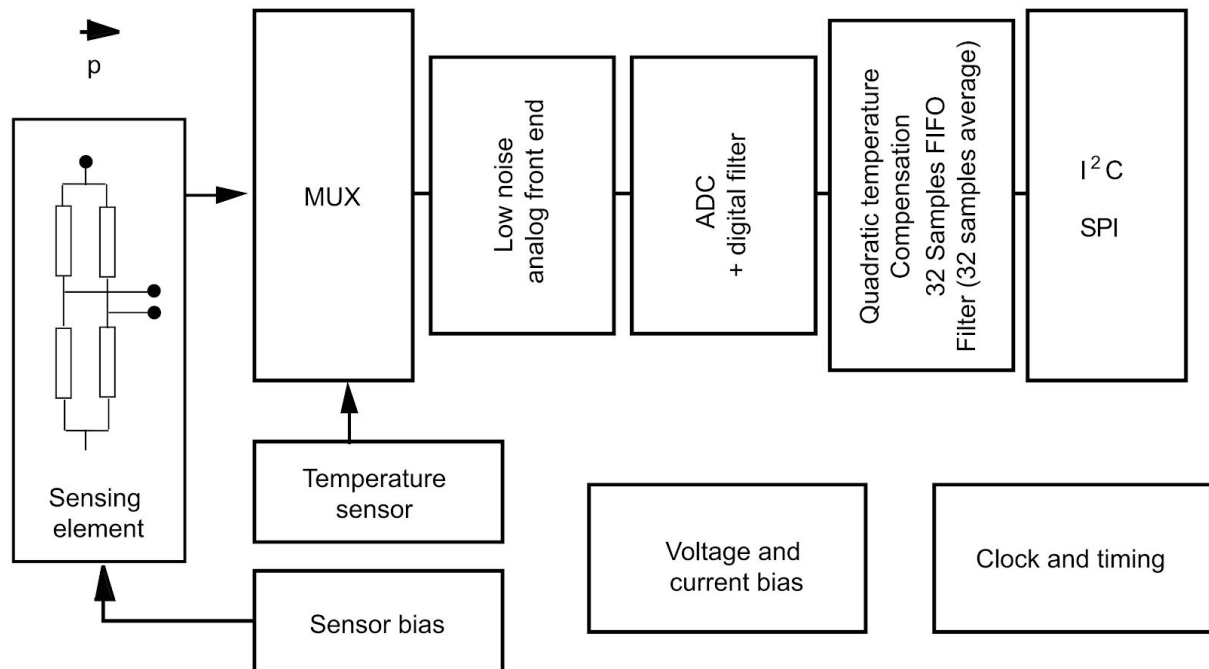 p
Sensing
element
MUX
Temperature
sensor
Sensor bias
Low noise
analog front end
ADC
+ digital filter
Quadratic temperature
Compensation
32 Samples FIFO
Filter (32 samples average)
I²C
SPI
Voltage and
current bias
Clock and timing